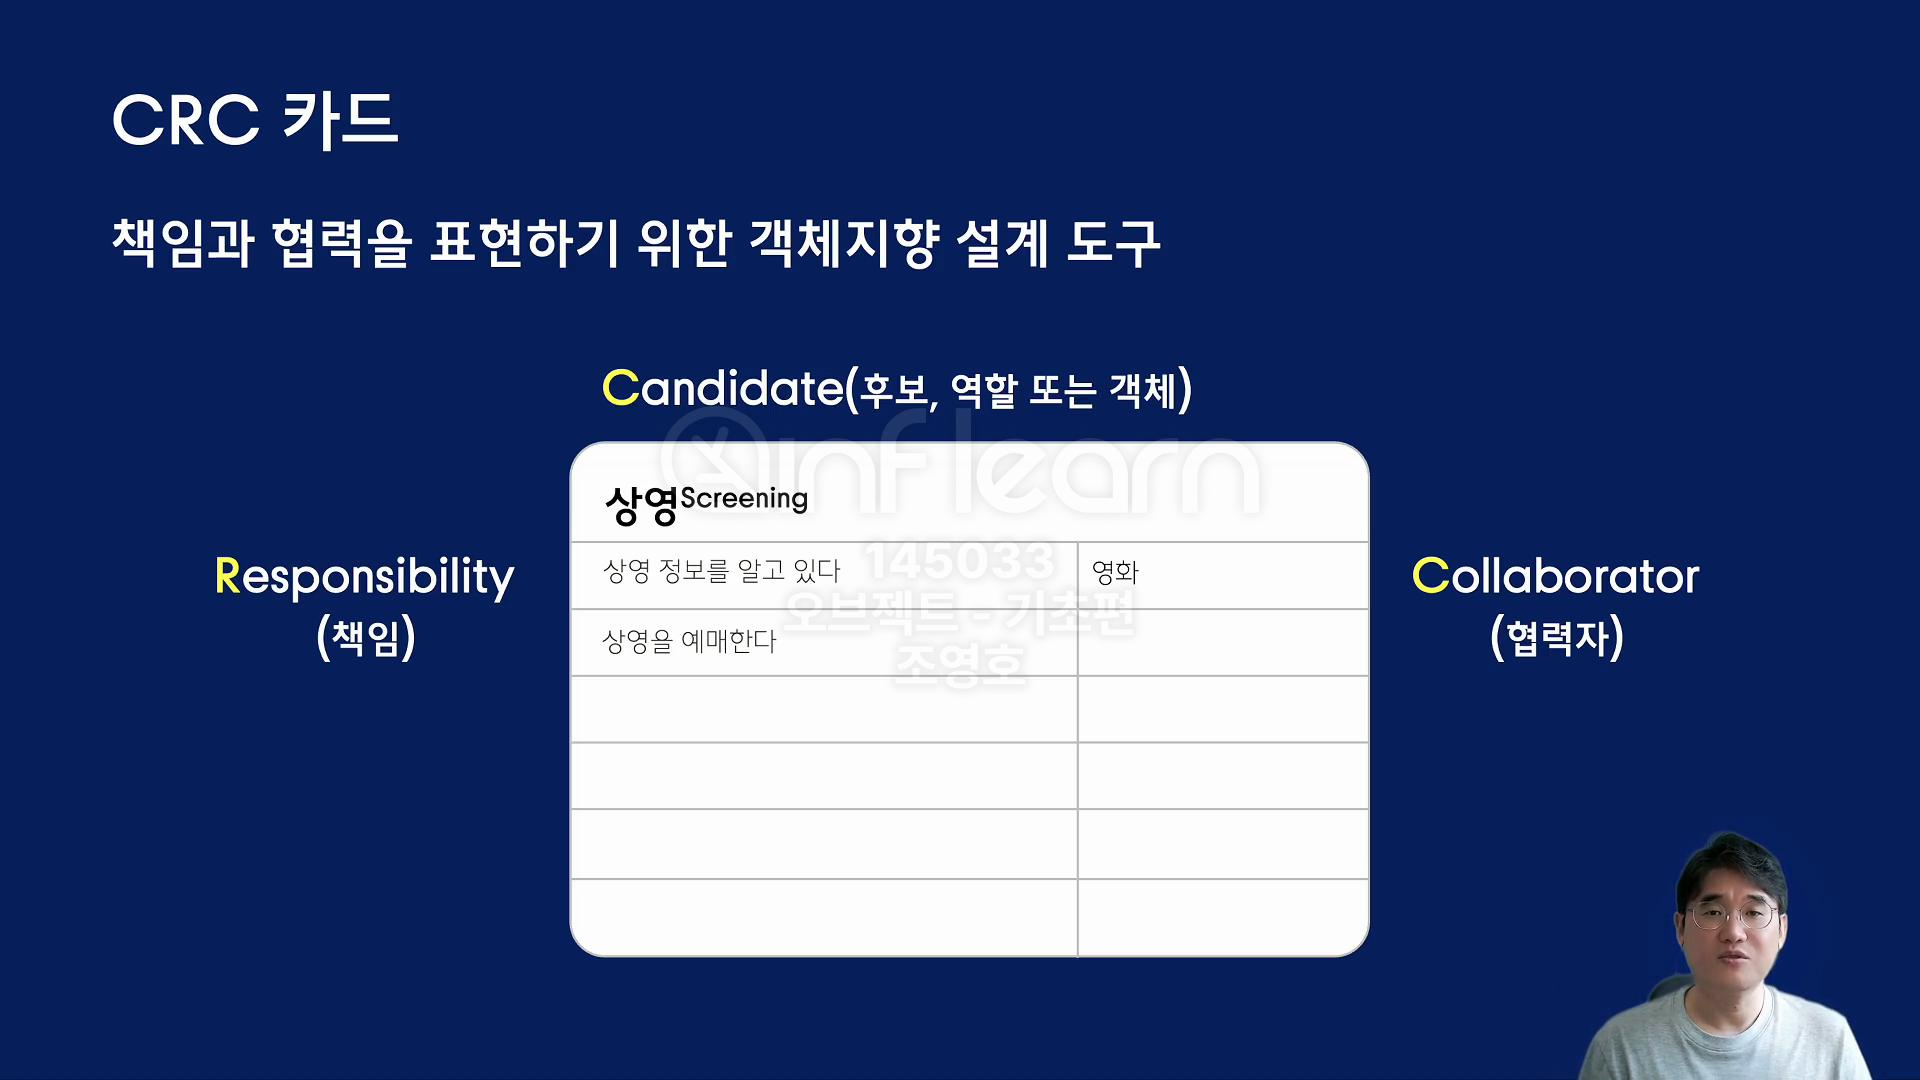 CRC 카드
책임과 협력을 표현하기 위한 객체지향 설계 도구
Candidate(후보, 역할 또는 객체)
inflearn
상영Screening
145033
상영 정보를 알고 있다
영화
Responsibility
(책임)
Collaborator
(협력자)
오브젝트 - 기초편
상영을 예매한다
조영호